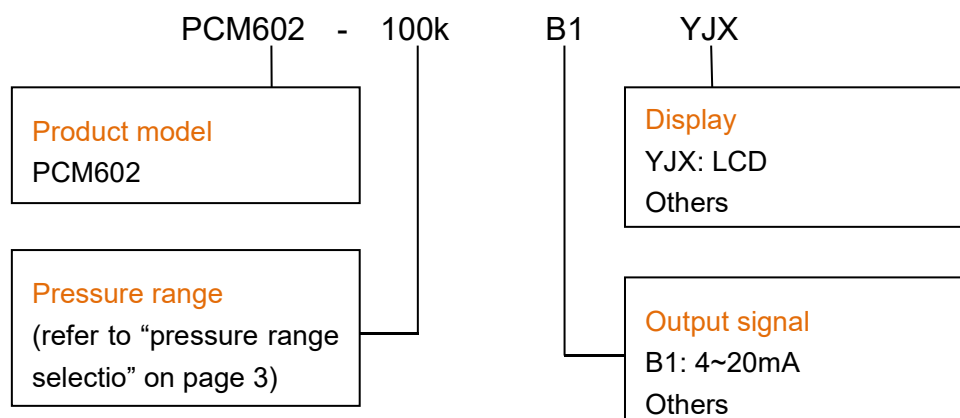 PCM602 - 100k B1 YJX
Product model
PCM602
Display
YJX: LCD
Others
Pressure range
(refer to “pressure range
selectio” on page 3)
Output signal
B1: 4~20mA
Others